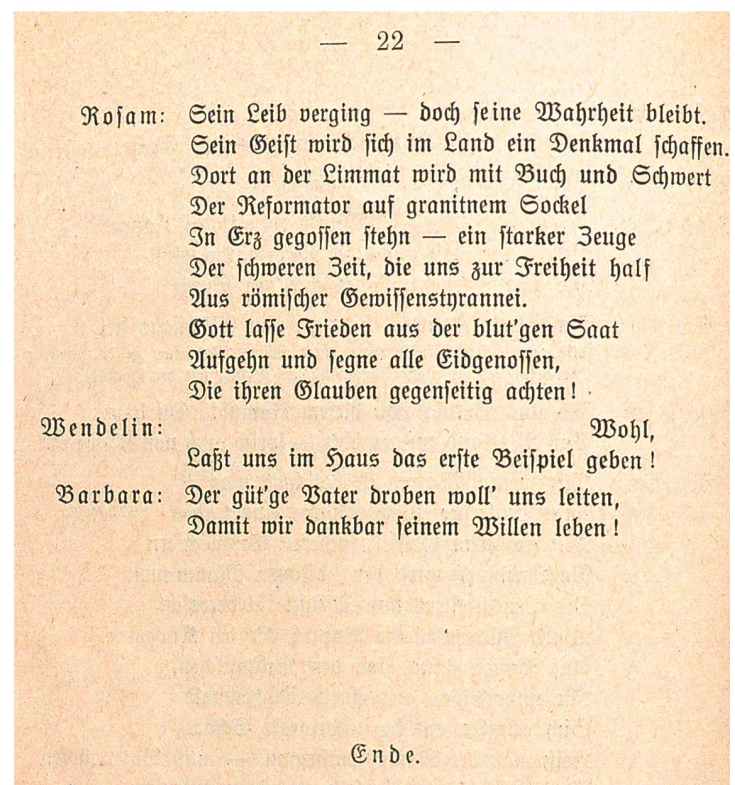 — 22 —
Rosam: Sein Leib verging — doch seine Wahrheit bleibt.
Sein Geist wird sich im Land ein Denkmal schaffen.
Dort an der Limmat wird mit Buch und Schwert
Der Reformator auf granitnem Sockel
In Erz gegossen stehn — ein starker Zeuge
Der schweren Zeit, die uns zur Freiheit half
Aus römischer Gewissenstyrannei.
Gott lasse Frieden aus der blut'gen Saat
Aufgehn und segne alle Eidgenossen,
Die ihren Glauben gegenseitig achten!
Wendelin: Wohl,
Laßt uns im Haus das erste Beispiel geben!
Barbara: Der güt'ge Vater droben woll' uns leiten,
Damit wir dankbar seinem Willen leben!
Ende.